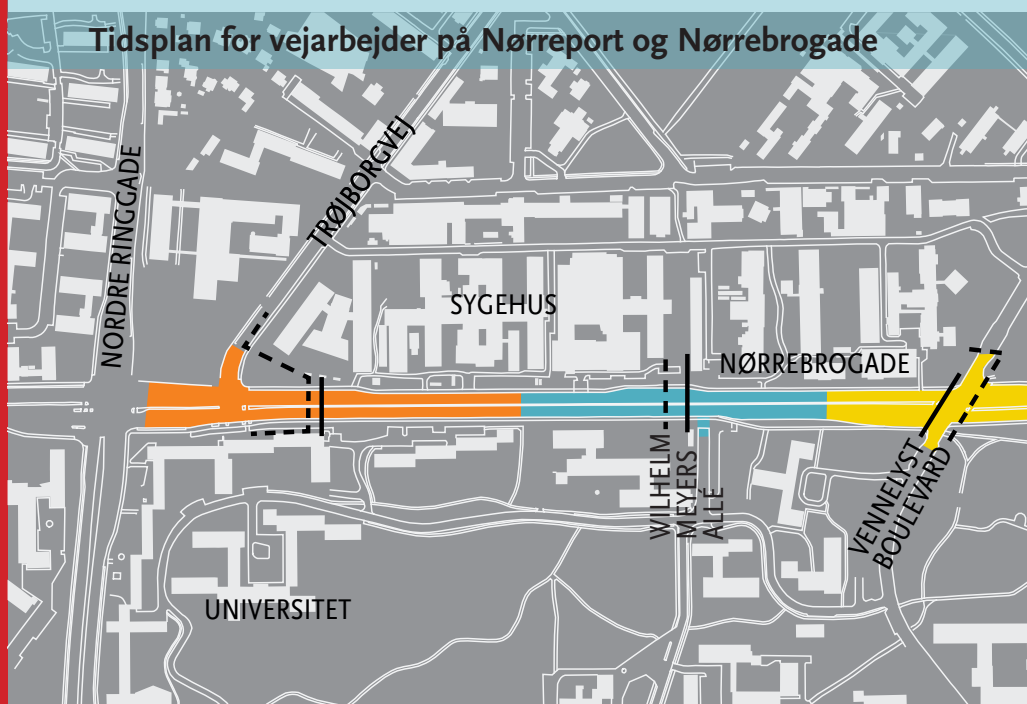 Tidsplan for vejarbejder på Nørreport og Nørrebrogade
NORDRE RINGGADE
TRØJBORGVEJ
SYGEHUS
NØRREBROGADE
WILHELM
MEYERS
ALLÉ
VENNELYST
BOULEVARD
UNIVERSITET